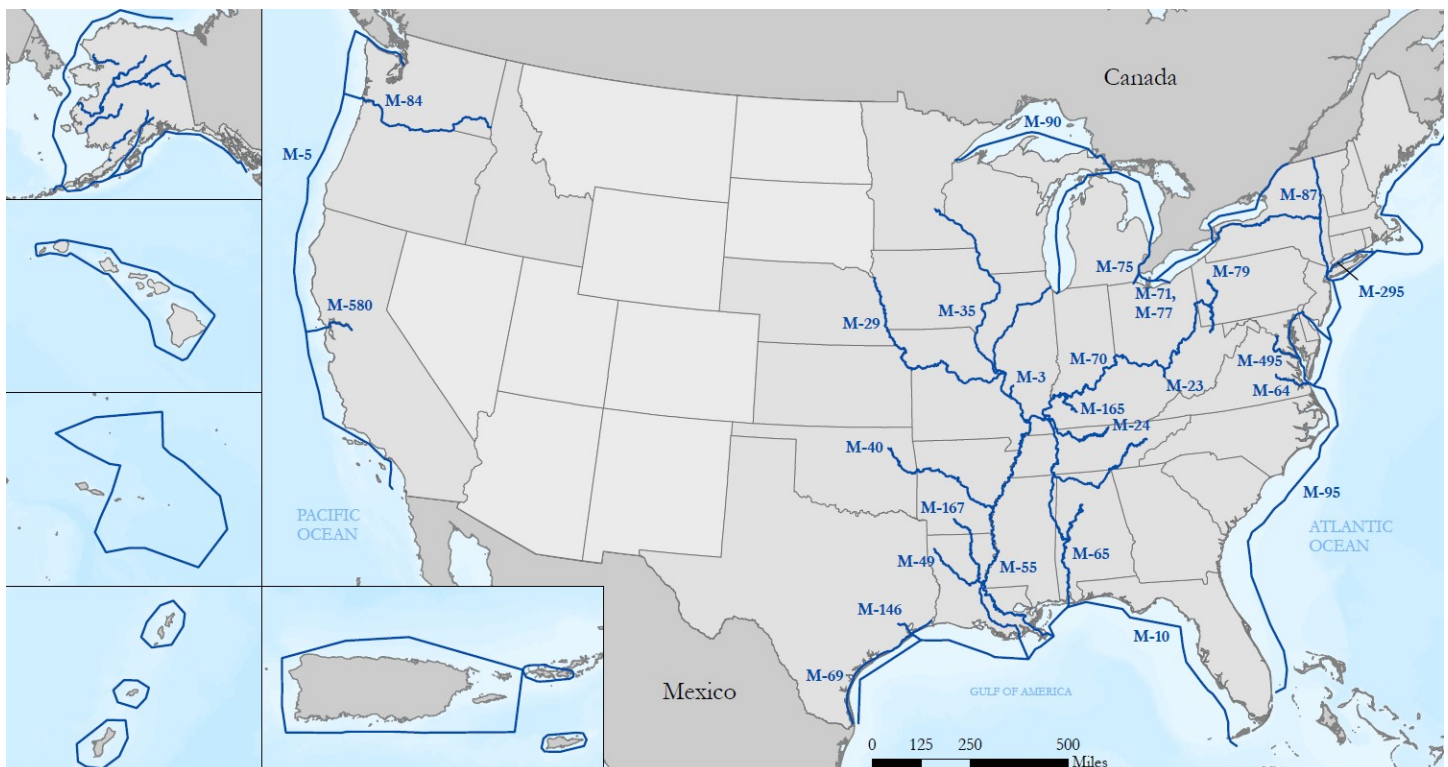 Canada
M-84
M-90
M-5
M-87
M-75
M-79
M-71,
M-77
M-295
M-580
M-29
M-35
M-70
M-495
M-3
M-23
M-64
M-165
M-24
M-40
M-95
M-167
PACIFIC
OCEAN
ATLANTIC
OCEAN
M-49
M-55
M-65
M-146
M-10
M-69
Mexico
GULF OF AMERICA
0 125 250 500
Miles